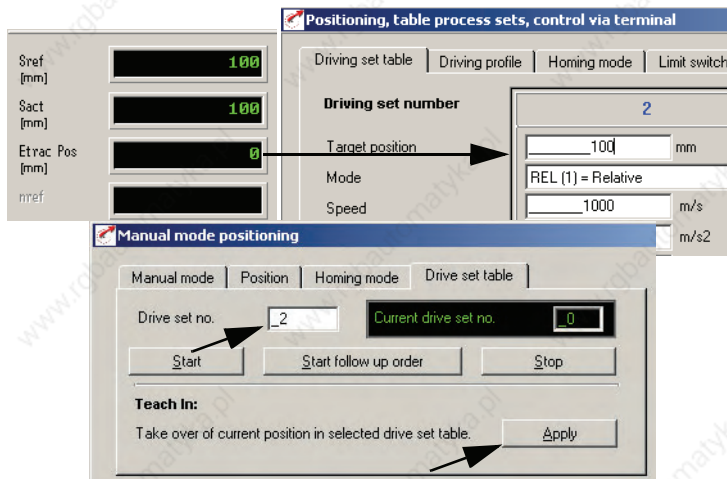 Sref
[mm]
100
Sact
[mm]
100
Etrac Pos
[mm]
0
nref
Positioning, table process sets, control via terminal
Driving set table Driving profile Homing mode Limit switch
Driving set number 2
Target position ______100 mm
Mode REL (1) = Relative
Speed ______1000 m/s
m/s2
Manual mode positioning
Manual mode Position Homing mode Drive set table
Drive set no. _2 Current drive set no. _0
Start Start follow up order Stop
Teach In:
Take over of current position in selected drive set table. Apply
www.rgbautomatyka.pl